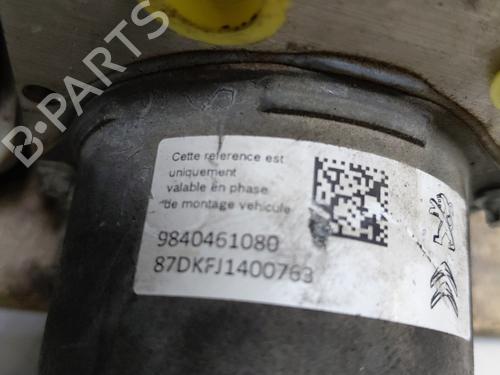 B-PARTS
Cette reference est
uniquement
valable en phase
de montage vehicule
9840461080
87DKFJ1400763